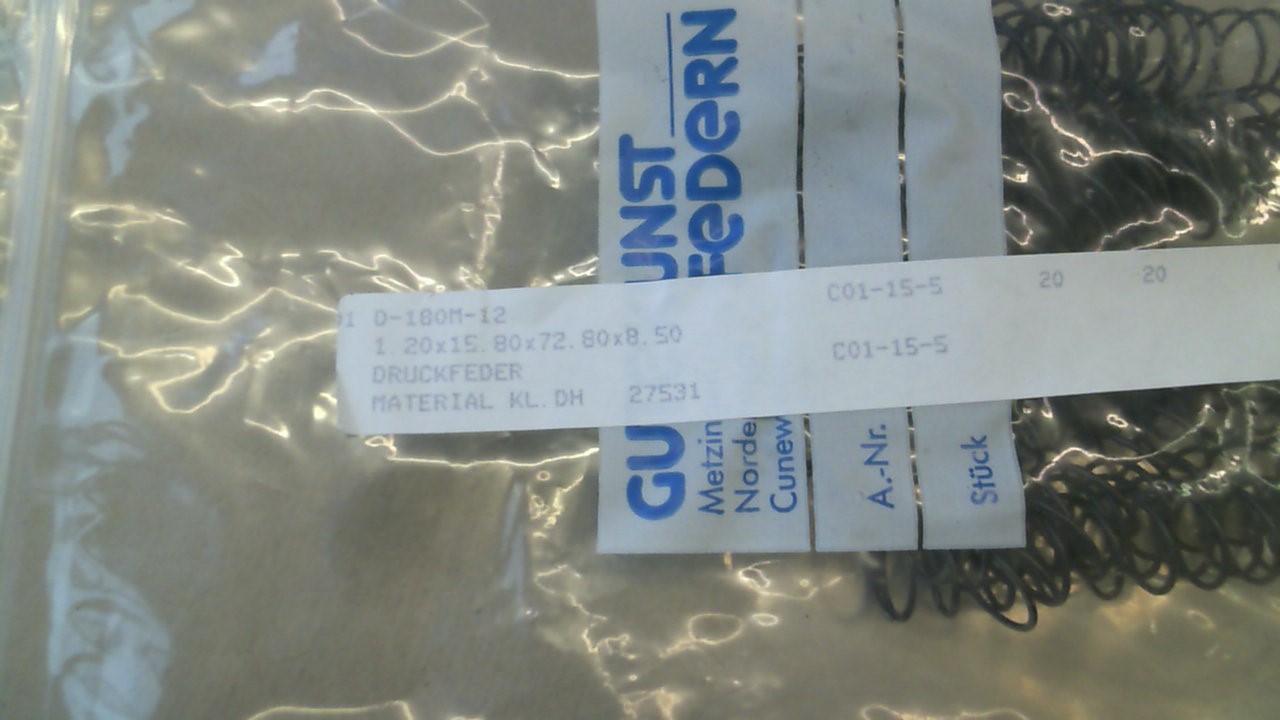 D-180M-12 C01-15-5 20 20
1.20x15.80x72.80x8.50
DRUCKFEDER C01-15-5
MATERIAL KL.DH 27531
FEDERN
Metzin
Norde
Cunew
A.-Nr.
Stück